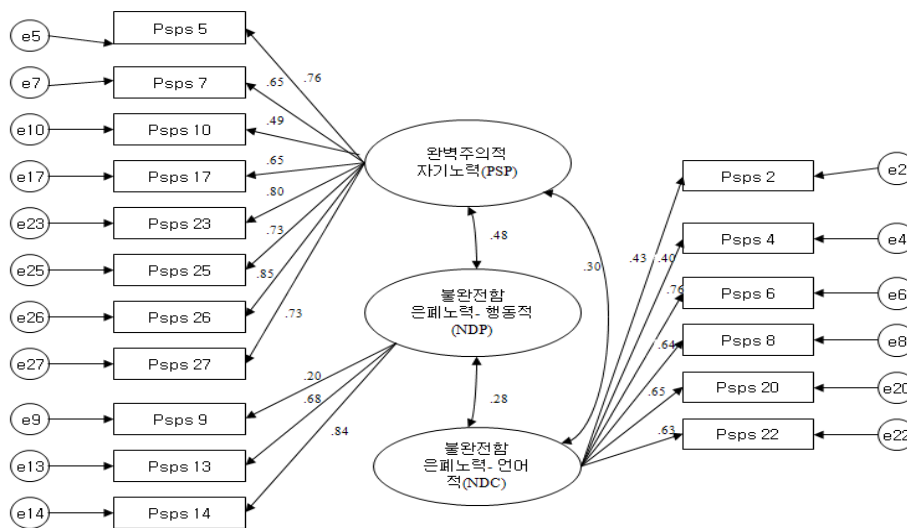 e5
Psps 5
.76
e7
Psps 7
.65
e10
Psps 10
.49
e17
Psps 17
.65
e23
Psps 23
.80
e25
Psps 25
.73
e26
Psps 26
.85
e27
Psps 27
.73
완벽주의적
자기노력(PSP)
.48
.30
불완전함
은폐노력- 행동적
(NDP)
e9
Psps 9
.20
e13
Psps 13
.68
e14
Psps 14
.84
.28
불완전함
은폐노력- 언어
적(NDC)
.43
Psps 2
e2
.40
Psps 4
e4
.76
Psps 6
e6
.64
Psps 8
e8
.65
Psps 20
e20
.63
Psps 22
e22